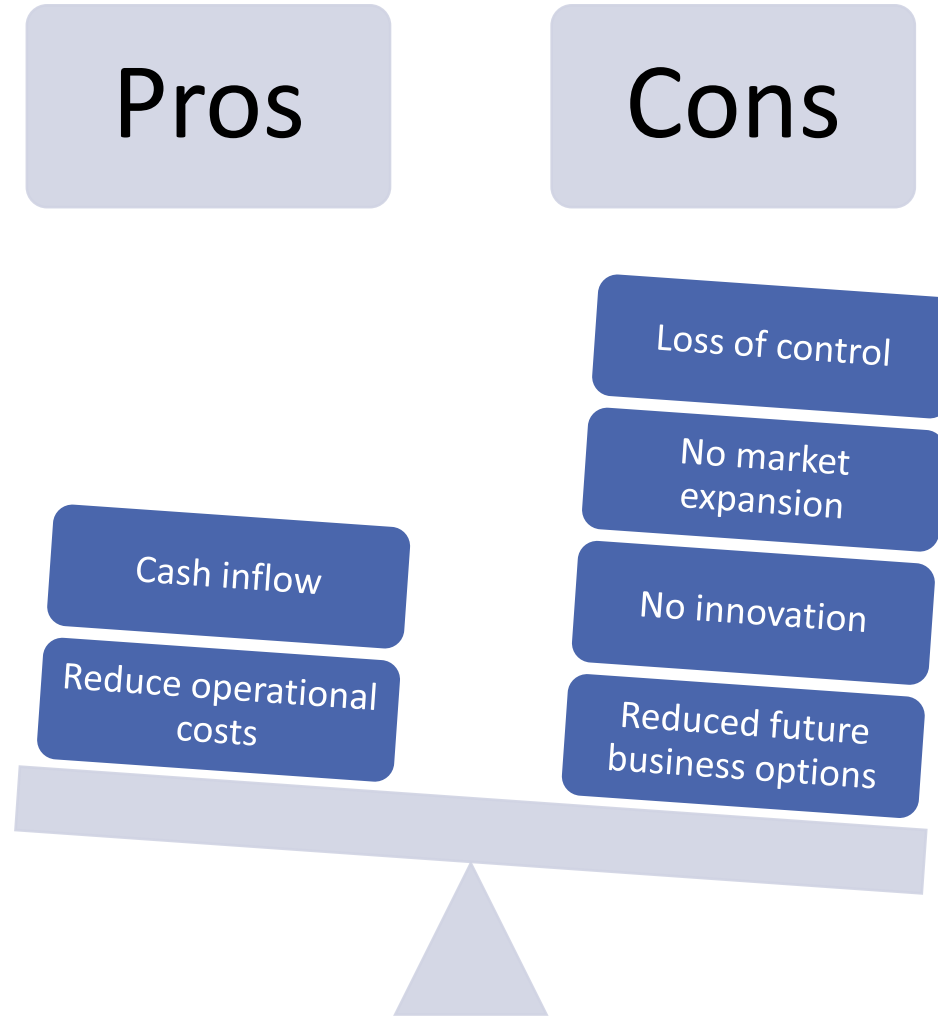 Pros
Cons
Cash inflow
Reduce operational
costs
Loss of control
No market
expansion
No innovation
Reduced future
business options